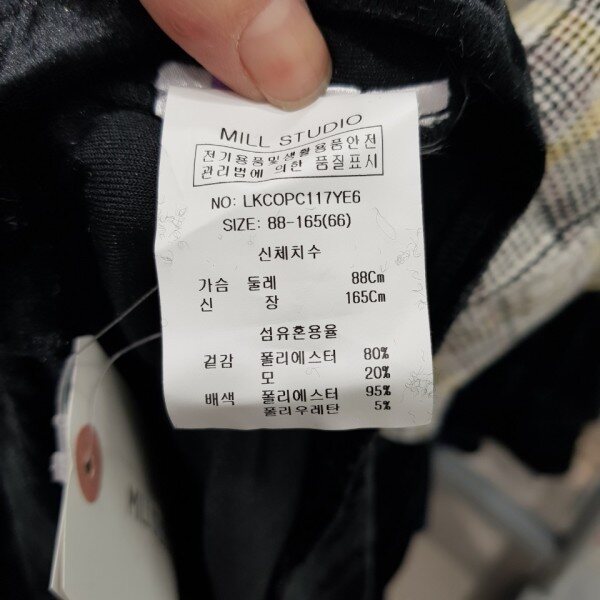 MILL STUDIO
전기용품및생활용품안전
관리법에 의한 품질표시
NO: LKCOPC117YE6
SIZE: 88-165(66)
신체치수
가슴 둘레 88Cm
신 장 165Cm
섬유혼용율
겉감 폴리에스터 80%
모 20%
배색 폴리에스터 95%
폴리우레탄 5%